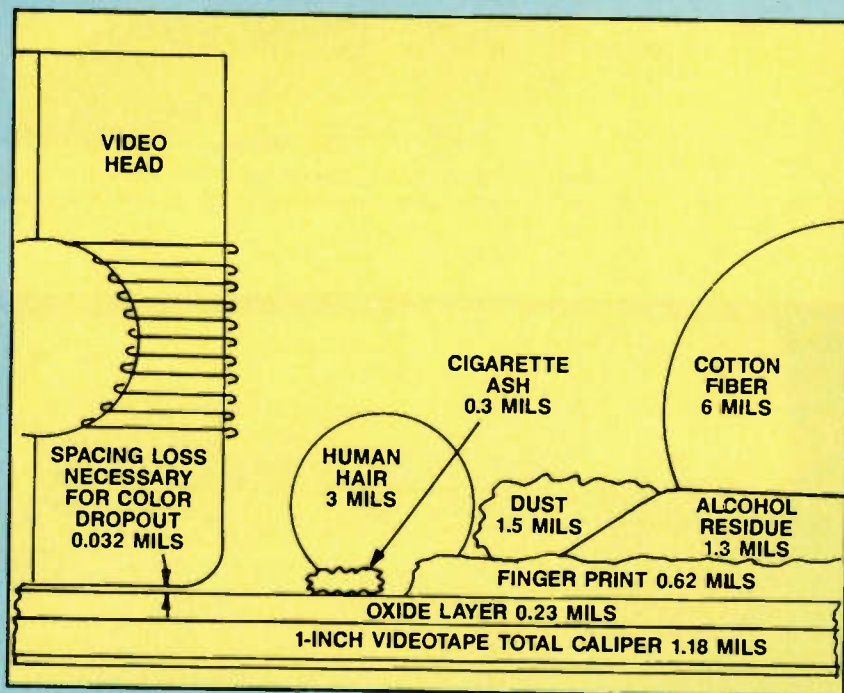 VIDEO
HEAD
SPACING LOSS
NECESSARY
FOR COLOR
DROPOUT
0.032 MILS
HUMAN
HAIR
3 MILS
CIGARETTE
ASH
0.3 MILS
DUST
1.5 MILS
COTTON
FIBER
6 MILS
ALCOHOL
RESIDUE
1.3 MILS
FINGER PRINT 0.62 MILS
OXIDE LAYER 0.23 MILS
1-INCH VIDEOTAPE TOTAL CALIPER 1.18 MILS